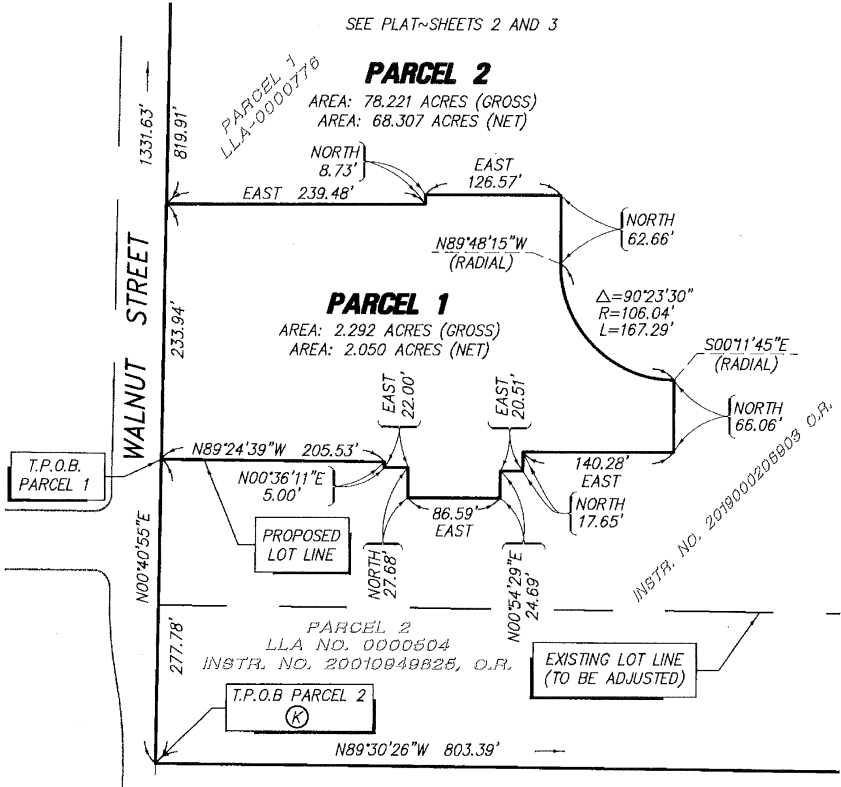 SEE PLAT~SHEETS 2 AND 3
PARCEL 1
LLA-0000776
PARCEL 2
AREA: 78.221 ACRES (GROSS)
AREA: 68.307 ACRES (NET)
1331.63'
819.91'
NORTH
8.73'
EAST
126.57'
EAST 239.48'
NORTH
62.66'
N89°48'15"W
(RADIAL)
Δ=90°23'30"
R=106.04'
L=167.29'
WALNUT STREET
233.94'
PARCEL 1
AREA: 2.292 ACRES (GROSS)
AREA: 2.050 ACRES (NET)
S00°11'45"E
(RADIAL)
EAST
22.00'
EAST
20.51'
NORTH
66.06'
T.P.O.B.
PARCEL 1
N89°24'39"W 205.53'
N00°36'11"E
5.00'
140.28'
EAST
NORTH
17.65'
INSTR. NO. 2019000205903 O.R.
PROPOSED
LOT LINE
86.59'
EAST
NORTH
27.68'
N00°54'29"E
24.69'
N00°40'55"E
277.78'
PARCEL 2
LLA NO. 0000504
INSTR. NO. 20010949825, O.R.
EXISTING LOT LINE
(TO BE ADJUSTED)
T.P.O.B PARCEL 2
K
N89°30'26"W 803.39'